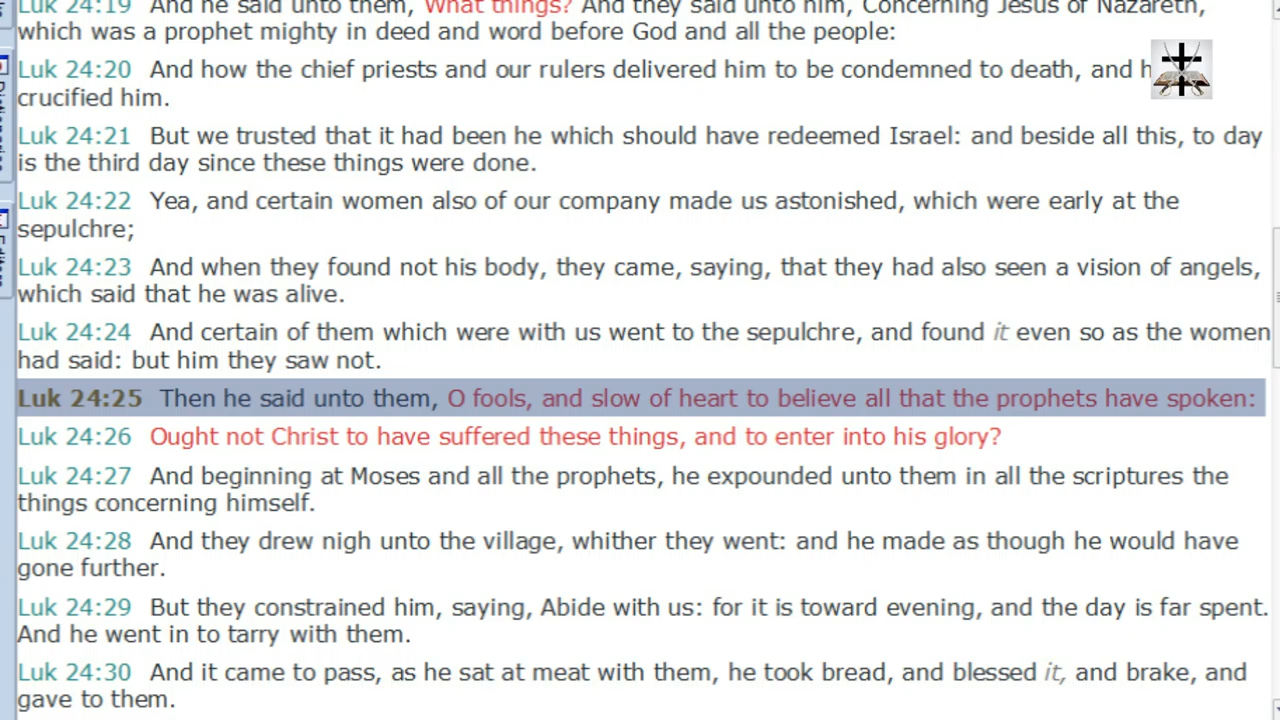 Luk 24:19 And he said unto them, What things? And they said unto him, Concerning Jesus of Nazareth,
which was a prophet mighty in deed and word before God and all the people:
Luk 24:20 And how the chief priests and our rulers delivered him to be condemned to death, and
crucified him.
Luk 24:21 But we trusted that it had been he which should have redeemed Israel: and beside all this, to day
is the third day since these things were done.
Luk 24:22 Yea, and certain women also of our company made us astonished, which were early at the
sepulchre;
Luk 24:23 And when they found not his body, they came, saying, that they had also seen a vision of angels,
which said that he was alive.
Luk 24:24 And certain of them which were with us went to the sepulchre, and found it even so as the women
had said: but him they saw not.
Luk 24:25 Then he said unto them, O fools, and slow of heart to believe all that the prophets have spoken:
Luk 24:26 Ought not Christ to have suffered these things, and to enter into his glory?
Luk 24:27 And beginning at Moses and all the prophets, he expounded unto them in all the scriptures the
things concerning himself.
Luk 24:28 And they drew nigh unto the village, whither they went: and he made as though he would have
gone further.
Luk 24:29 But they constrained him, saying, Abide with us: for it is toward evening, and the day is far spent.
And he went in to tarry with them.
Luk 24:30 And it came to pass, as he sat at meat with them, he took bread, and blessed it, and brake, and
gave to them.